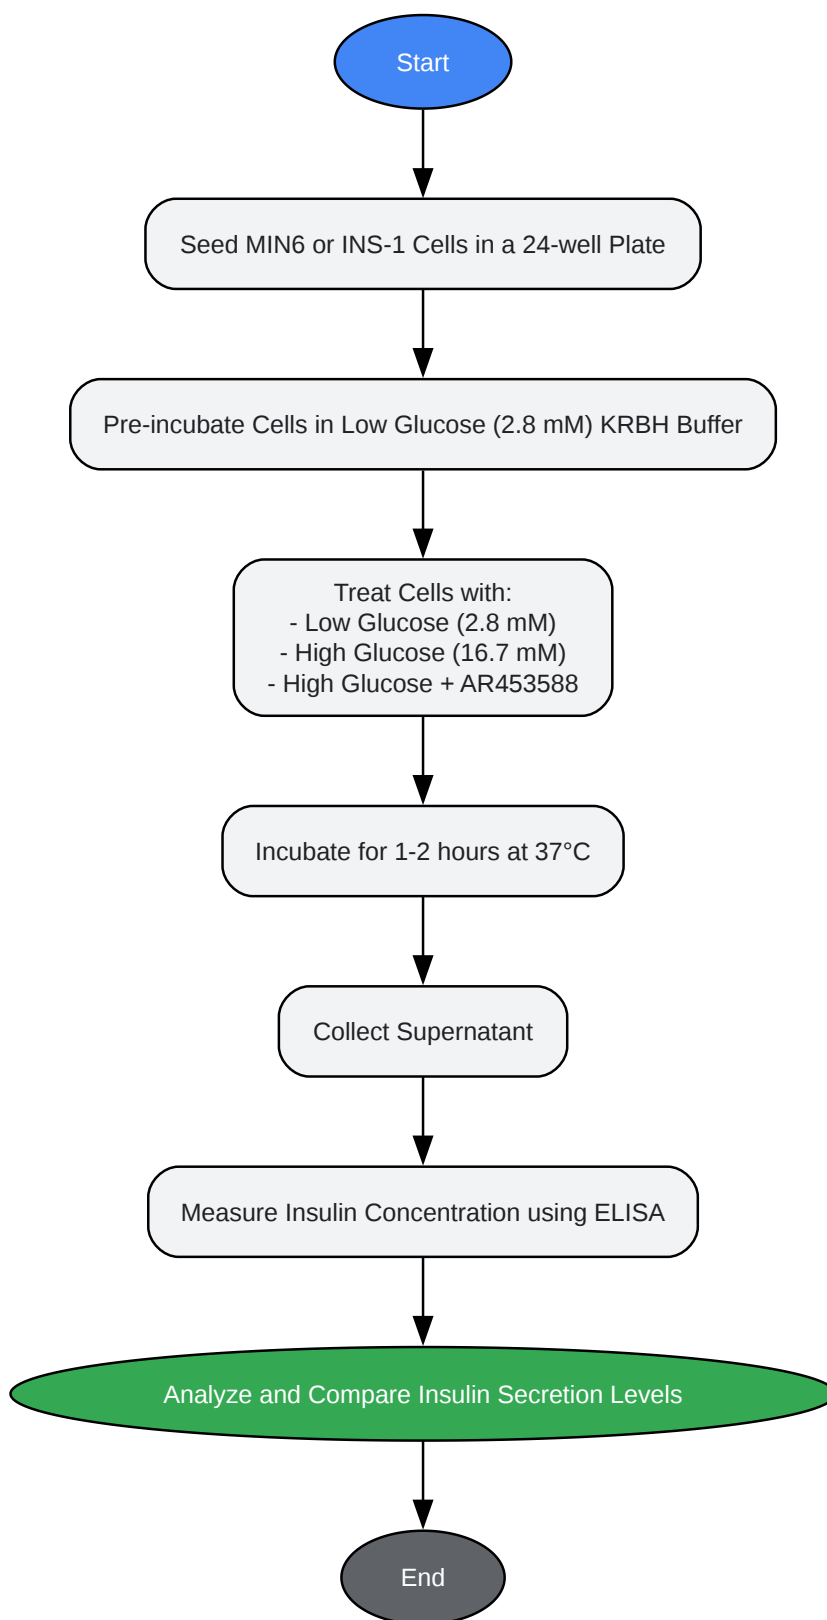 Start
Seed MIN6 or INS-1 Cells in a 24-well Plate
Pre-incubate Cells in Low Glucose (2.8 mM) KRBH Buffer
Treat Cells with:
- Low Glucose (2.8 mM)
- High Glucose (16.7 mM)
- High Glucose + AR453588
Incubate for 1-2 hours at 37°C
Collect Supernatant
Measure Insulin Concentration using ELISA
Analyze and Compare Insulin Secretion Levels
End